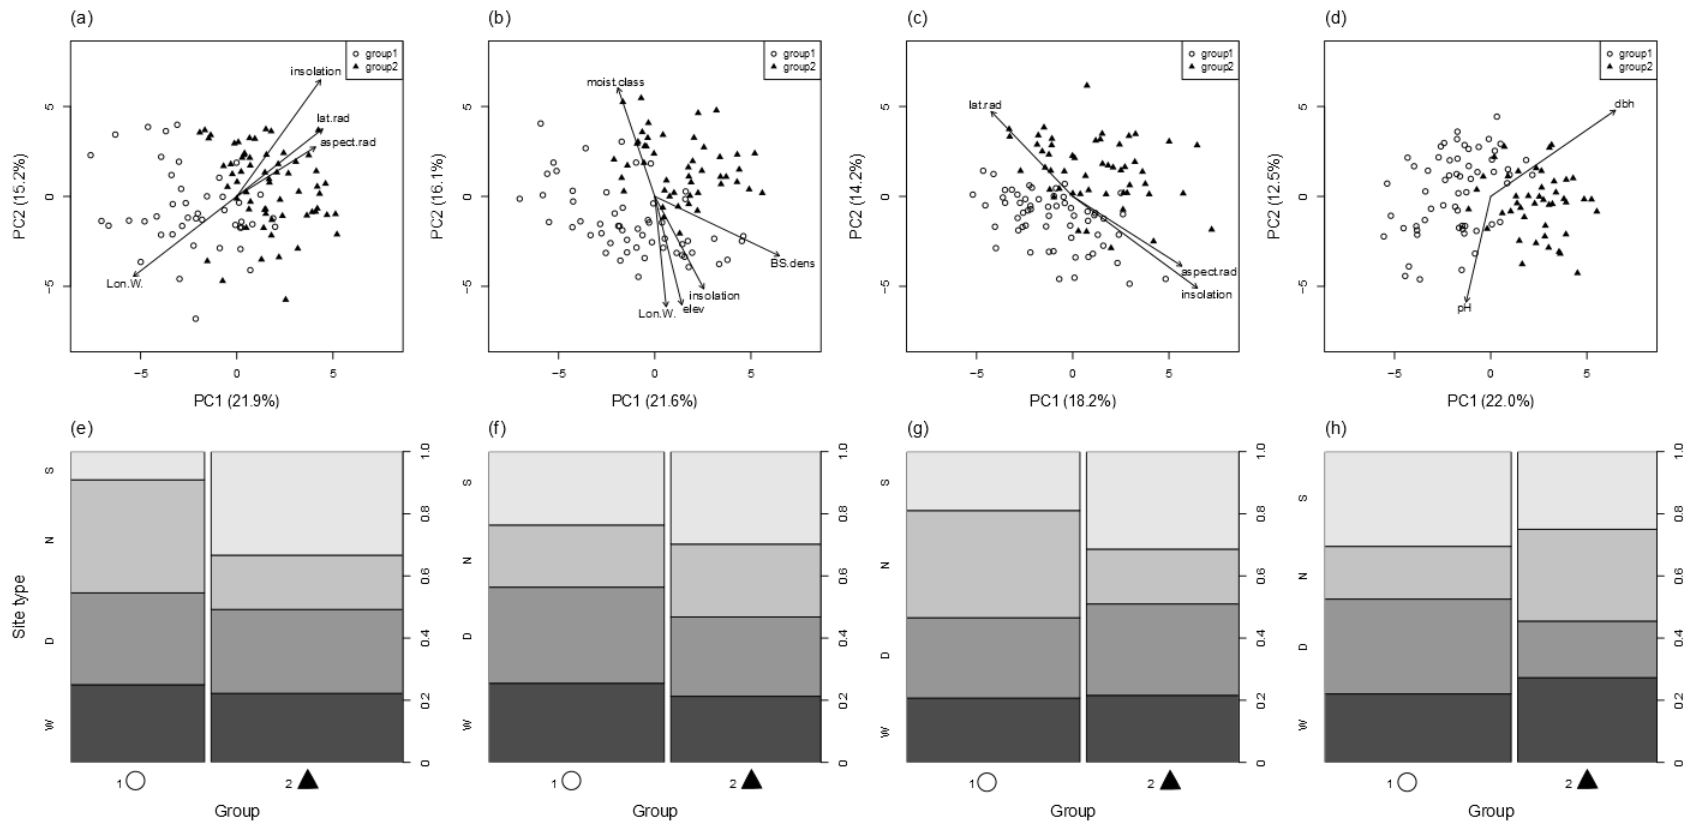 (a)
group1
group2
insolation
lat.rad
aspect.rad
Lon.W.
5
0
−5
−5
0
5
PC2 (15.2%)
PC1 (21.9%)
(b)
group1
group2
moist.class
BS.dens
insolation
elev
Lon.W.
5
0
−5
−5
0
5
PC2 (16.1%)
PC1 (21.6%)
(c)
group1
group2
lat.rad
aspect.rad
insolation
5
0
−5
−5
0
5
PC2 (14.2%)
PC1 (18.2%)
(d)
group1
group2
dbh
pH
5
0
−5
−5
0
5
PC2 (12.5%)
PC1 (22.0%)
(e)
Site type
S
N
D
W
1.0
0.8
0.6
0.4
0.2
0
1
2
Group
(f)
S
N
D
W
1.0
0.8
0.6
0.4
0.2
0
1
2
Group
(g)
S
N
D
W
1.0
0.8
0.6
0.4
0.2
0
1
2
Group
(h)
S
N
D
W
1.0
0.8
0.6
0.4
0.2
0
1
2
Group